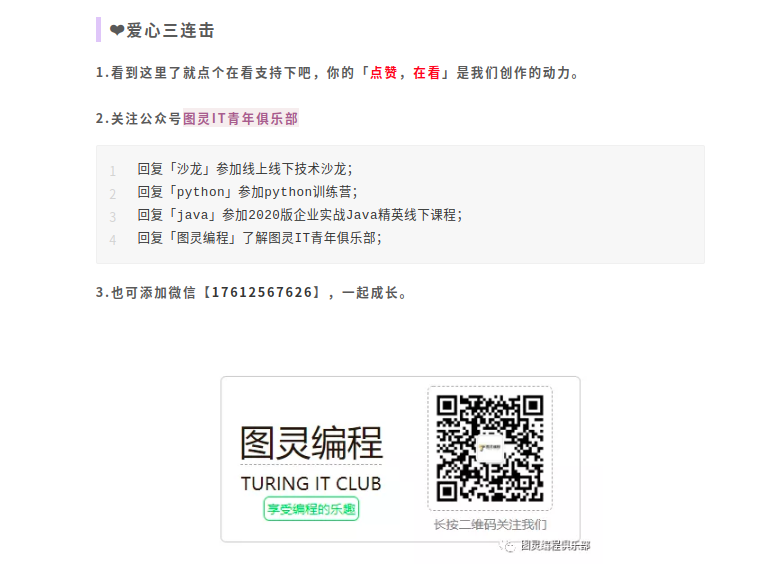 ❤爱心三连击
1.看到这里了就点个在看支持下吧，你的「点赞，在看」是我们创作的动力。
2.关注公众号图灵IT青年俱乐部
1 回复「沙龙」参加线上线下技术沙龙；
2 回复「python」参加python训练营；
3 回复「java」参加2020版企业实战Java精英线下课程；
4 回复「图灵编程」了解图灵IT青年俱乐部；
3.也可添加微信【17612567626】，一起成长。
图灵编程
TURING IT CLUB
享受编程的乐趣
长按二维码关注我们
图灵编程俱乐部